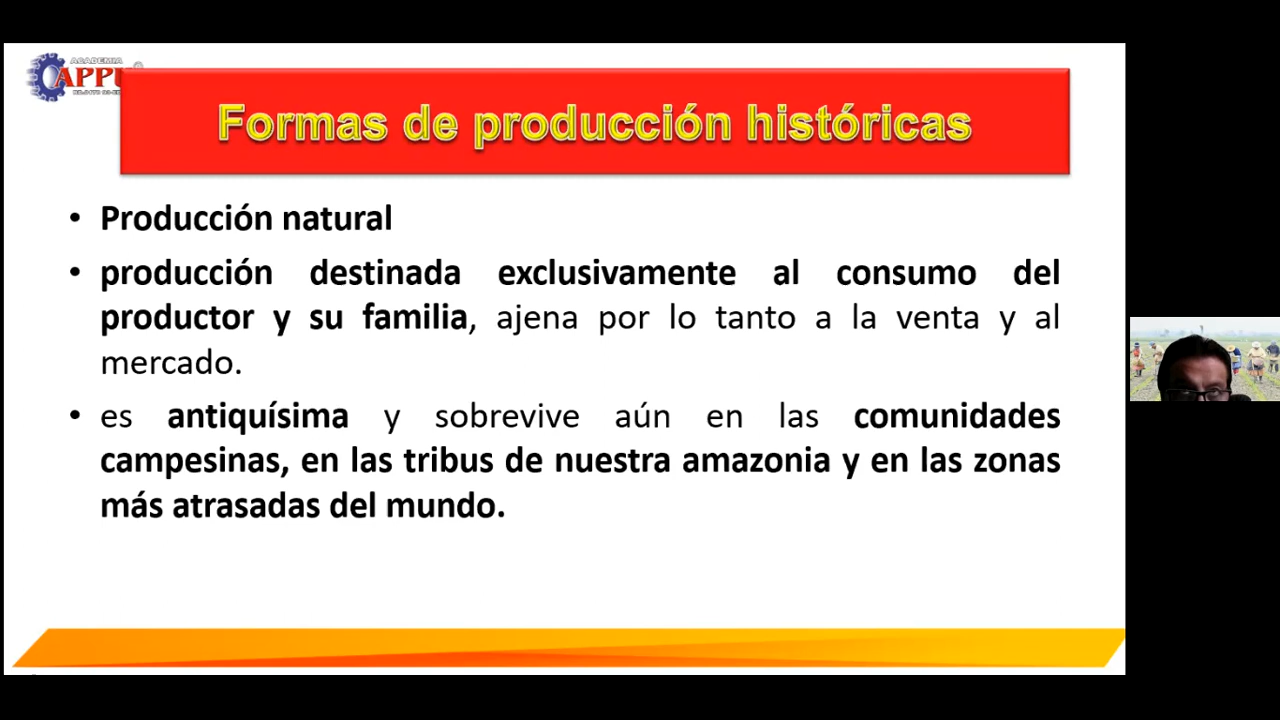 ACADEMIA
APPU
Formas de producción históricas
• Producción natural
• producción destinada exclusivamente al consumo del
productor y su familia, ajena por lo tanto a la venta y al
mercado.
• es antiquísima y sobrevive aún en las comunidades
campesinas, en las tribus de nuestra amazonia y en las zonas
más atrasadas del mundo.